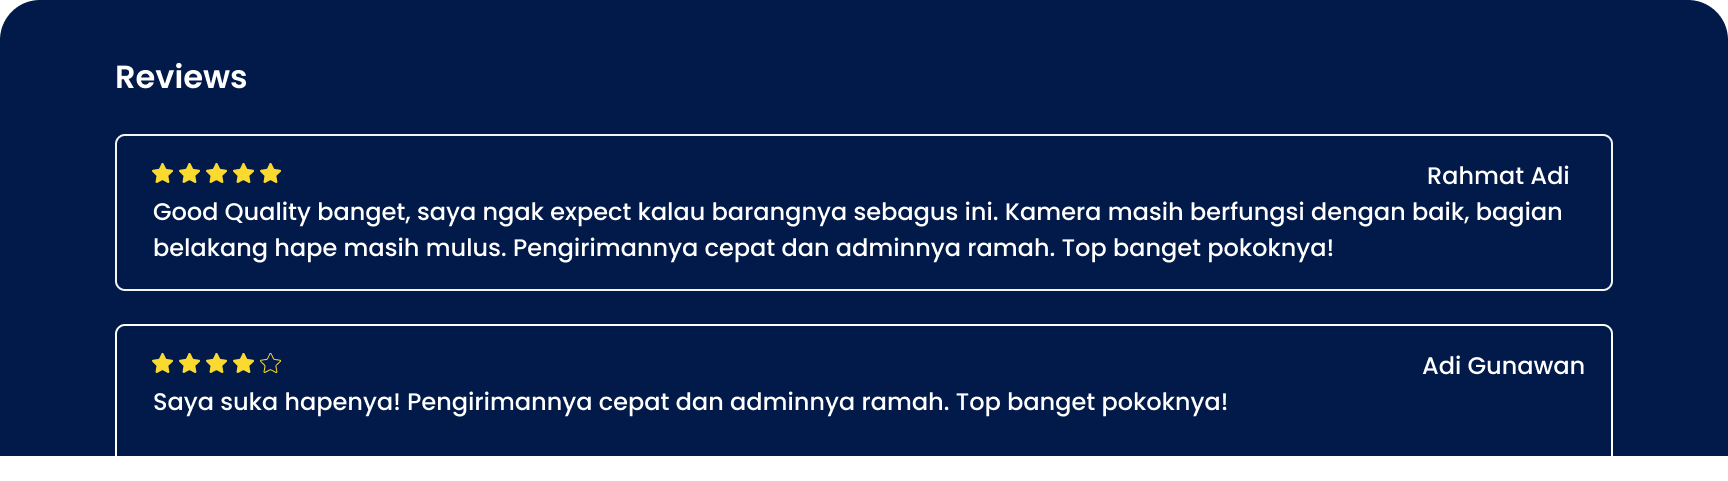 Reviews
Rahmat Adi
Good Quality banget, saya ngak expect kalau barangnya sebagus ini. Kamera masih berfungsi dengan baik, bagian
belakang hape masih mulus. Pengirimannya cepat dan adminnya ramah. Top banget pokoknya!
Adi Gunawan
Saya suka hapenya! Pengirimannya cepat dan adminnya ramah. Top banget pokoknya!